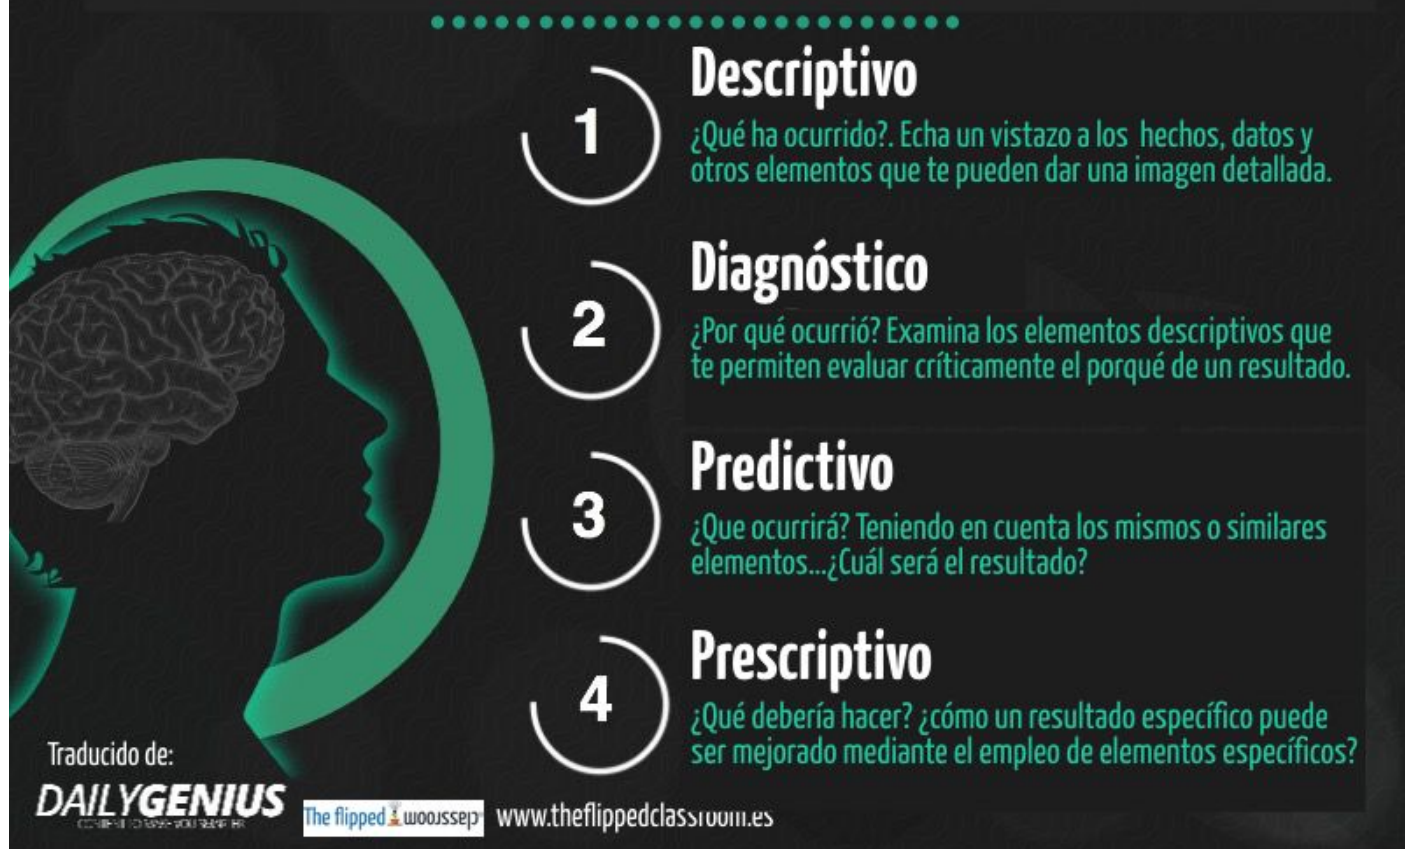 1
Descriptivo
¿Qué ha ocurrido?. Echa un vistazo a los hechos, datos y
otros elementos que te pueden dar una imagen detallada.
2
Diagnóstico
¿Por qué ocurrió? Examina los elementos descriptivos que
te permiten evaluar críticamente el porqué de un resultado.
3
Predictivo
¿Que ocurrirá? Teniendo en cuenta los mismos o similares
elementos...¿Cuál será el resultado?
4
Prescriptivo
¿Qué debería hacer? ¿cómo un resultado específico puede
ser mejorado mediante el empleo de elementos específicos?
Traducido de:
DAILYGENIUS
The flipped classroom
www.theflippedclassroom.es